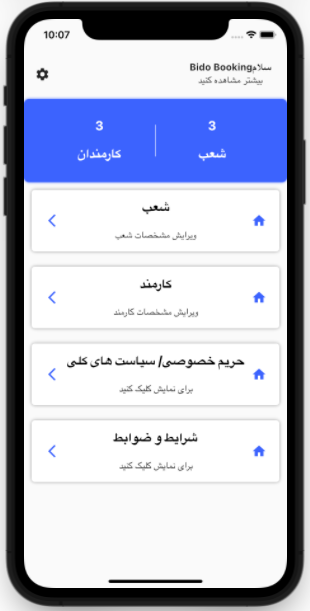 10:07
سلامBido Booking
بیشتر مشاهده کنید
3
شعب
3
کارمندان
شعب
ویرایش مشخصات شعب
کارمند
ویرایش مشخصات کارمند
حریم خصوصی/ سیاست های کلی
برای نمایش کلیک کنید
شرایط و ضوابط
برای نمایش کلیک کنید